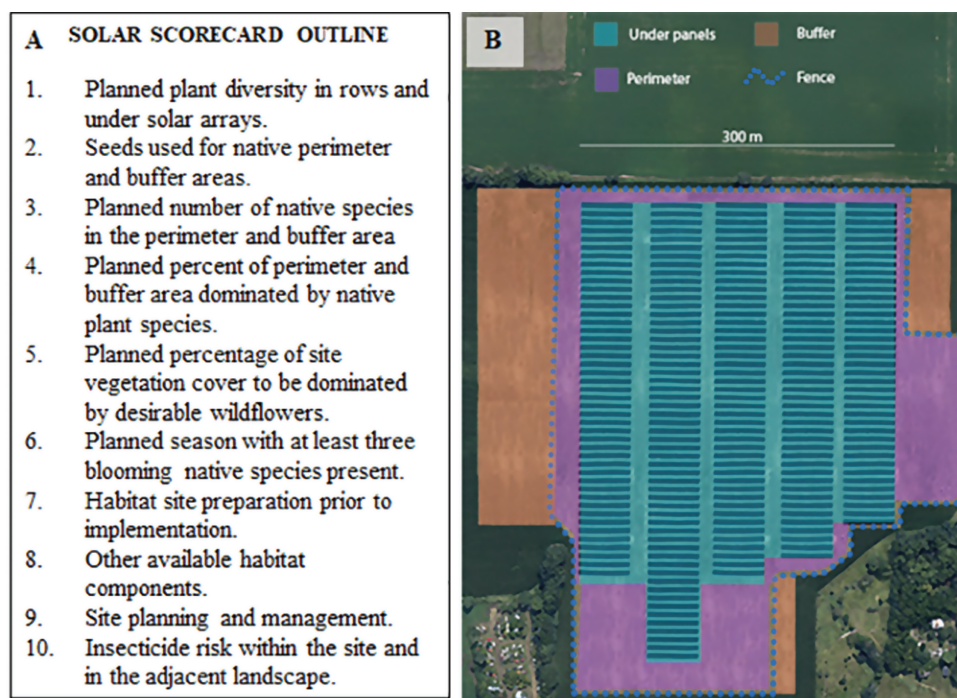 A SOLAR SCORECARD OUTLINE
1. Planned plant diversity in rows and
under solar arrays.
2. Seeds used for native perimeter
and buffer areas.
3. Planned number of native species
in the perimeter and buffer area
4. Planned percent of perimeter and
buffer area dominated by native
plant species.
5. Planned percentage of site
vegetation cover to be dominated
by desirable wildflowers.
6. Planned season with at least three
blooming native species present.
7. Habitat site preparation prior to
implementation.
8. Other available habitat
components.
9. Site planning and management.
10. Insecticide risk within the site and
in the adjacent landscape.
B
Under panels
Buffer
Perimeter
Fence
300 m